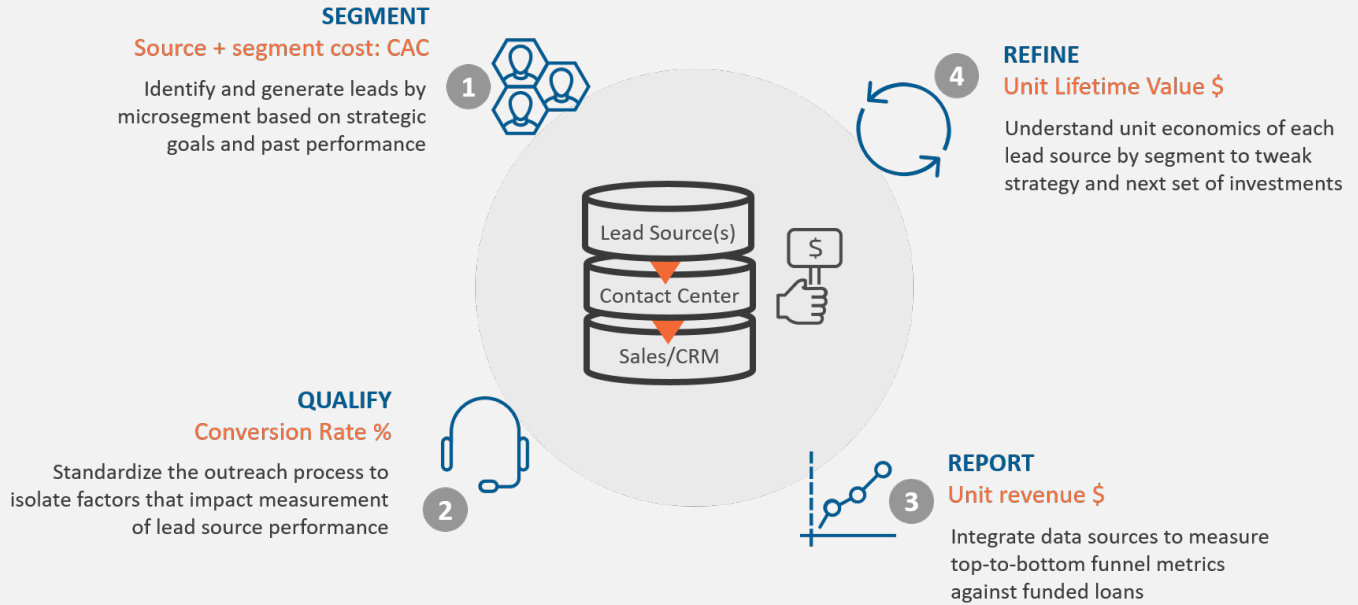 SEGMENT
Source + segment cost: CAC
Identify and generate leads by
microsegment based on strategic
goals and past performance
1
QUALIFY
Conversion Rate %
Standardize the outreach process to
isolate factors that impact measurement
of lead source performance
2
Lead Source(s)
Contact Center
Sales/CRM
$
3
REPORT
Unit revenue $
Integrate data sources to measure
top-to-bottom funnel metrics
against funded loans
4
REFINE
Unit Lifetime Value $
Understand unit economics of each
lead source by segment to tweak
strategy and next set of investments